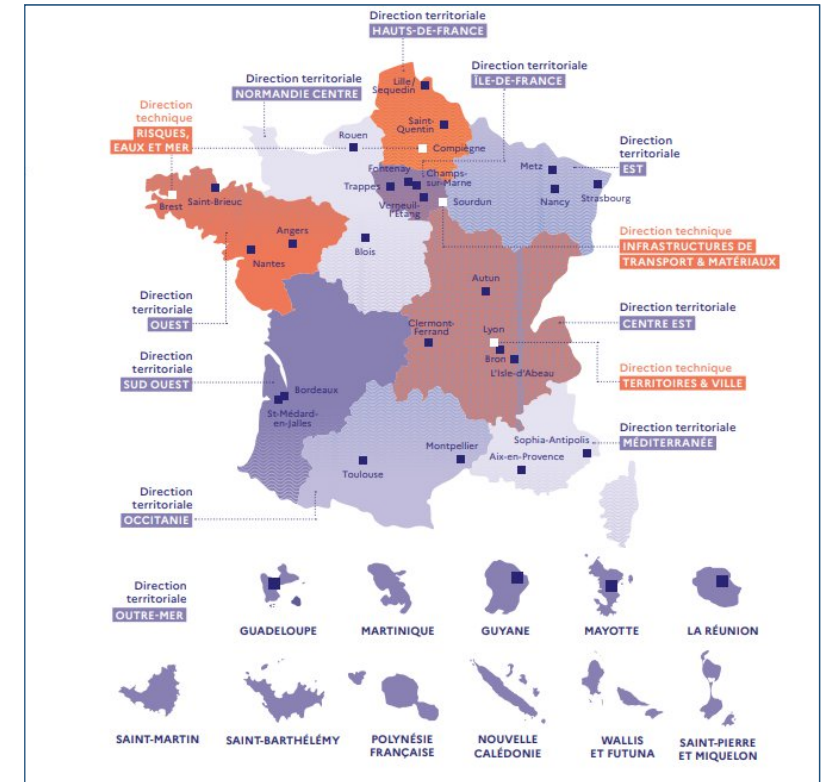 Direction territoriale
HAUTS-DE-FRANCE
Direction territoriale
ÎLE-DE-FRANCE
Direction territoriale
NORMANDIE CENTRE
Direction
technique
RISQUES,
EAUX ET MER
Lille/
Sequedin
Saint-
Quentin
Compiègne
Rouen
Direction
territoriale
EST
Metz
Nancy
Strasbourg
Fontenay
Trappes
Champs-
sur-Marne
Verneuil-
l'Étang
Sourdun
Brest
Saint-Brieuc
Angers
Nantes
Blois
Direction technique
INFRASTRUCTURES DE
TRANSPORT & MATÉRIAUX
Direction
territoriale
OUEST
Autun
Clermont-
Ferrand
Lyon
Bron
L'Isle-d'Abeau
Direction territoriale
CENTRE EST
Direction
territoriale
SUD OUEST
Direction technique
TERRITOIRES & VILLE
Bordeaux
St-Médard-
en-Jalles
Direction territoriale
MÉDITERRANÉE
Montpellier
Toulouse
Sophia-Antipolis
Aix-en-Provence
Direction
territoriale
OCCITANIE
Direction
territoriale
OUTRE-MER
GUADELOUPE
MARTINIQUE
GUYANE
MAYOTTE
LA RÉUNION
SAINT-MARTIN
SAINT-BARTHÉLÉMY
POLYNÉSIE
FRANÇAISE
NOUVELLE
CALÉDONIE
WALLIS
ET FUTUNA
SAINT-PIERRE
ET MIQUELON